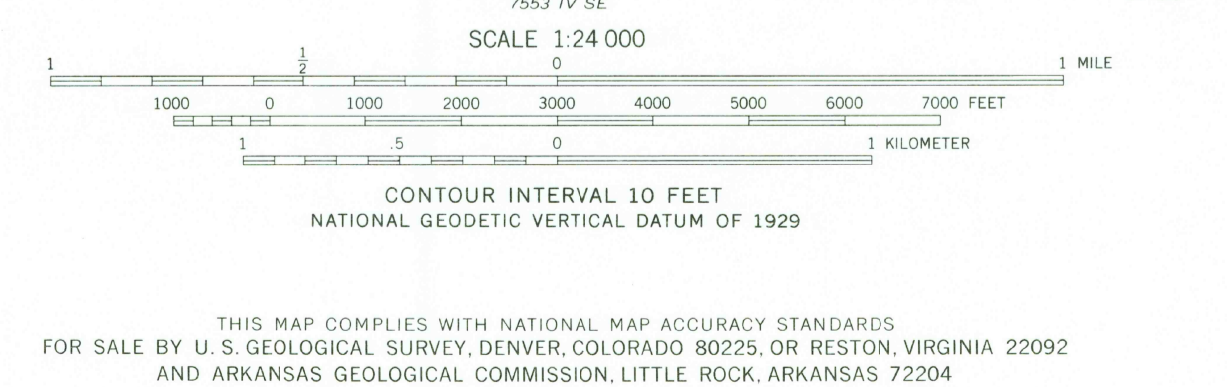 7553 IV SE
SCALE 1:24 000
1 1/2 0 1 MILE
1000 0 1000 2000 3000 4000 5000 6000 7000 FEET
1 .5 0 1 KILOMETER
CONTOUR INTERVAL 10 FEET
NATIONAL GEODETIC VERTICAL DATUM OF 1929
THIS MAP COMPLIES WITH NATIONAL MAP ACCURACY STANDARDS
FOR SALE BY U. S. GEOLOGICAL SURVEY, DENVER, COLORADO 80225, OR RESTON, VIRGINIA 22092
AND ARKANSAS GEOLOGICAL COMMISSION, LITTLE ROCK, ARKANSAS 72204